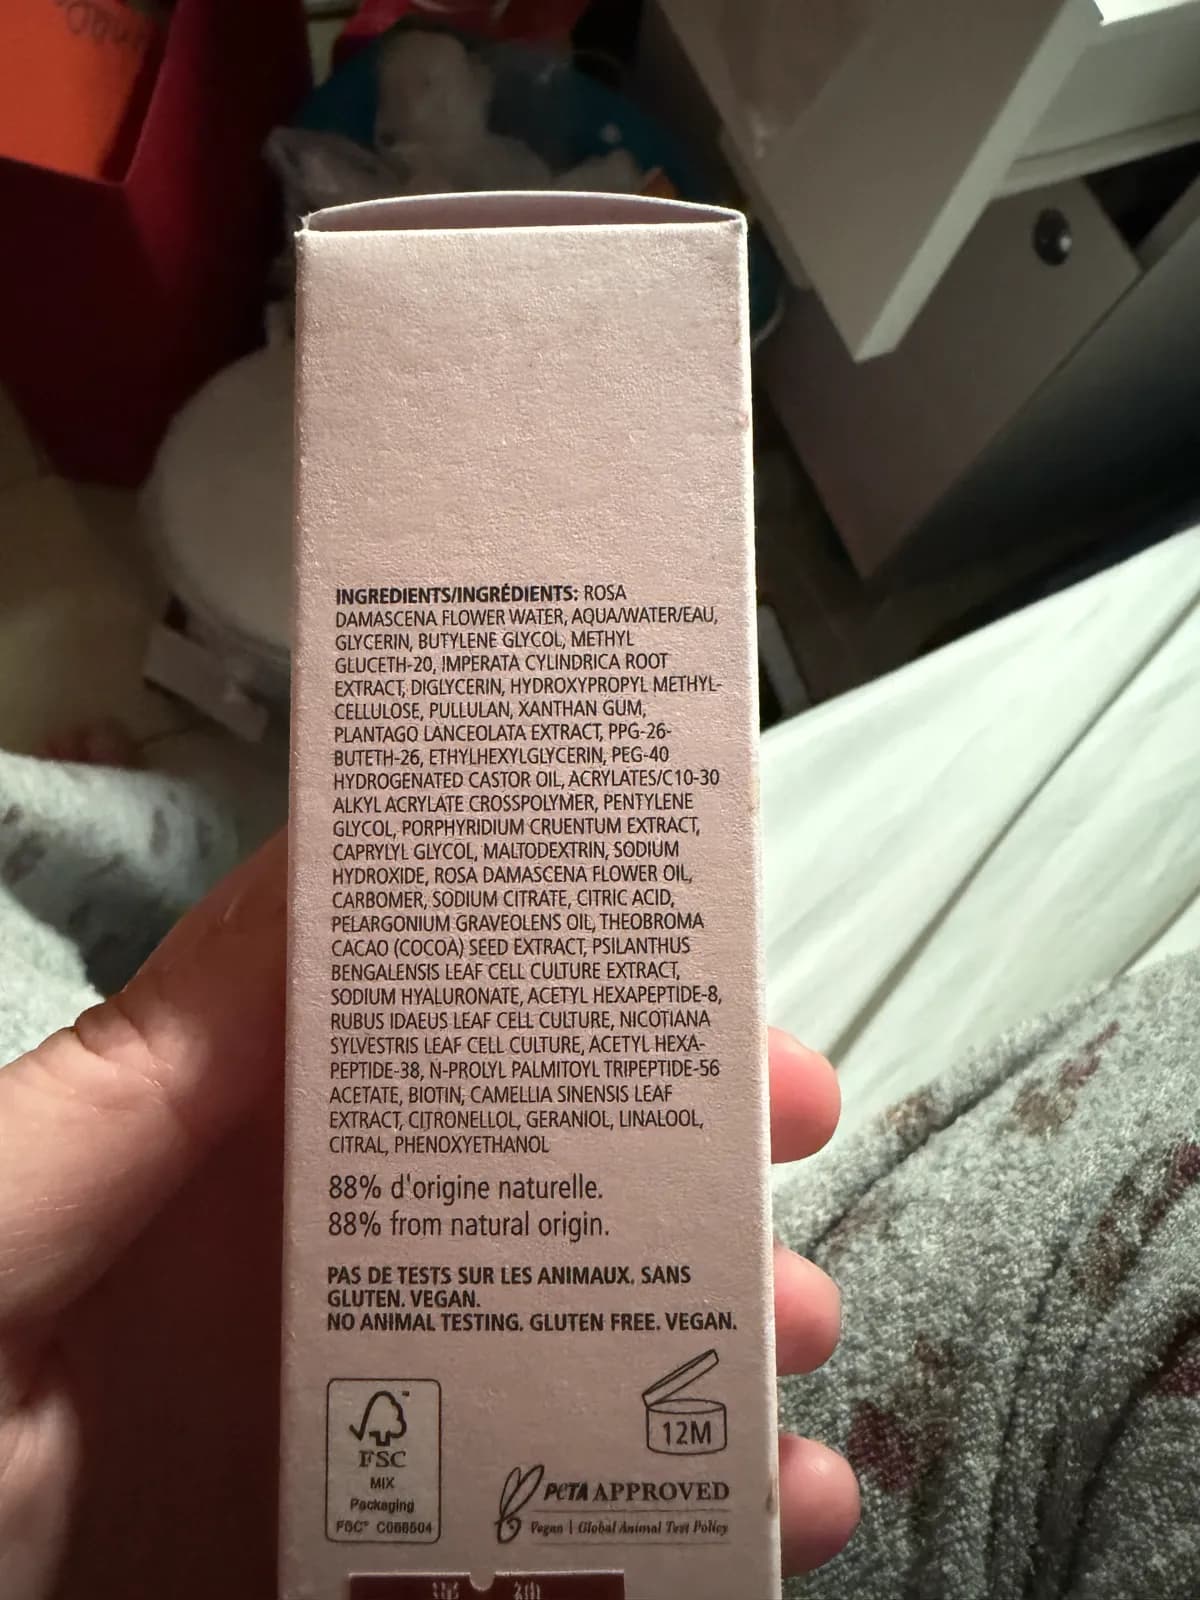 INGREDIENTS/INGRÉDIENTS: ROSA
DAMASCENA FLOWER WATER, AQUA/WATER/EAU,
GLYCERIN, BUTYLENE GLYCOL, METHYL
GLUCETH-20, IMPERATA CYLINDRICA ROOT
EXTRACT, DIGLYCERIN, HYDROXYPROPYL METHYL-
CELLULOSE, PULLULAN, XANTHAN GUM,
PLANTAGO LANCEOLATA EXTRACT, PPG-26-
BUTETH-26, ETHYLHEXYLGLYCERIN, PEG-40
HYDROGENATED CASTOR OIL, ACRYLATES/C10-30
ALKYL ACRYLATE CROSSPOLYMER, PENTYLENE
GLYCOL, PORPHYRIDIUM CRUENTUM EXTRACT,
CAPRYLYL GLYCOL, MALTODEXTRIN, SODIUM
HYDROXIDE, ROSA DAMASCENA FLOWER OIL,
CARBOMER, SODIUM CITRATE, CITRIC ACID,
PELARGONIUM GRAVEOLENS OIL, THEOBROMA
CACAO (COCOA) SEED EXTRACT, PSILANTHUS
BENGALENSIS LEAF CELL CULTURE EXTRACT,
SODIUM HYALURONATE, ACETYL HEXAPEPTIDE-8,
RUBUS IDAEUS LEAF CELL CULTURE, NICOTIANA
SYLVESTRIS LEAF CELL CULTURE, ACETYL HEXA-
PEPTIDE-38, N-PROLYL PALMITOYL TRIPEPTIDE-56
ACETATE, BIOTIN, CAMELLIA SINENSIS LEAF
EXTRACT, CITRONELLOL, GERANIOL, LINALOOL,
CITRAL, PHENOXYETHANOL
88% d'origine naturelle.
88% from natural origin.
PAS DE TESTS SUR LES ANIMAUX. SANS
GLUTEN. VEGAN.
NO ANIMAL TESTING. GLUTEN FREE. VEGAN.
12M
FSC
MIX
Packaging
FSC®
PETA APPROVED
Vegan | Global Animal Test Policy